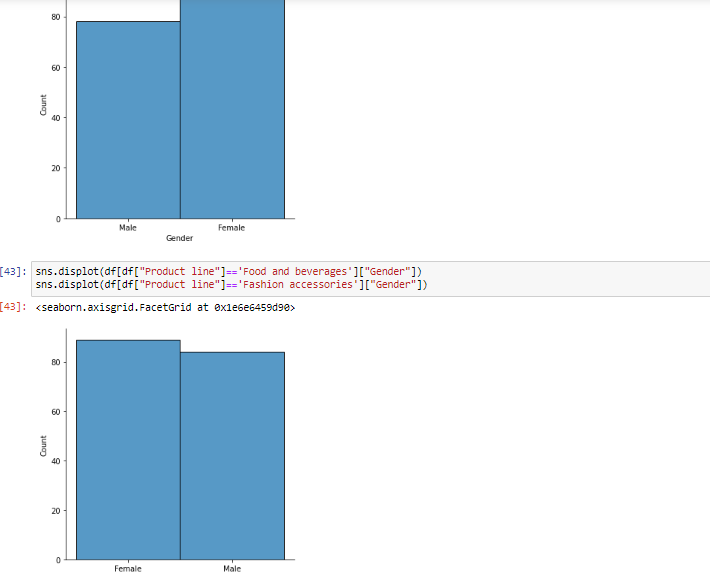 80
60
Count
40
20
0
Male Female
Gender
[43]: sns.displot(df[df["Product line"]=='Food and beverages']["Gender"])
sns.displot(df[df["Product line"]=='Fashion accessories']["Gender"])
[43]: <seaborn.axisgrid.FacetGrid at 0x1e6e6459d90>
80
60
Count
40
20
0
Female Male